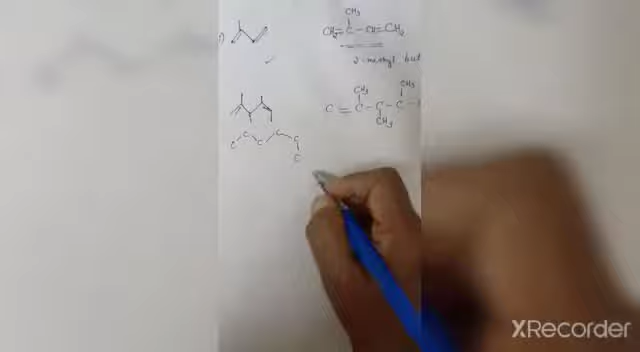 1)
CH₃
CH₂=C-CH=CH₂
2-methyl but
CH₃ CH₃
C=C-C-C-
CH₃
C C C C C
C
XRecorder